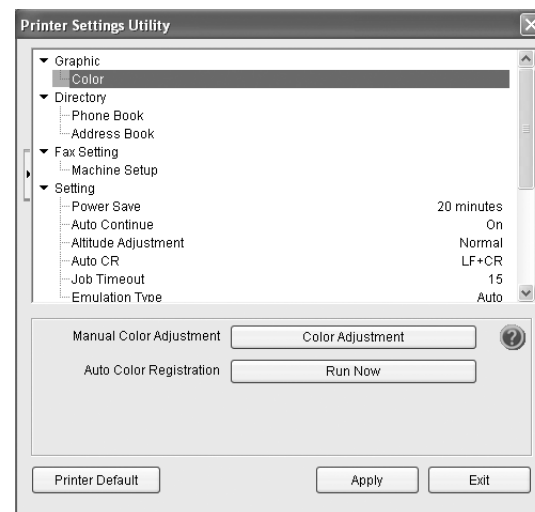 Printer Settings Utility
Graphic
Color
Directory
Phone Book
Address Book
Fax Setting
Machine Setup
Setting
Power Save 20 minutes
Auto Continue On
Altitude Adjustment Normal
Auto CR LF+CR
Job Timeout 15
Emulation Type Auto
Manual Color Adjustment Color Adjustment
Auto Color Registration Run Now
Printer Default Apply Exit